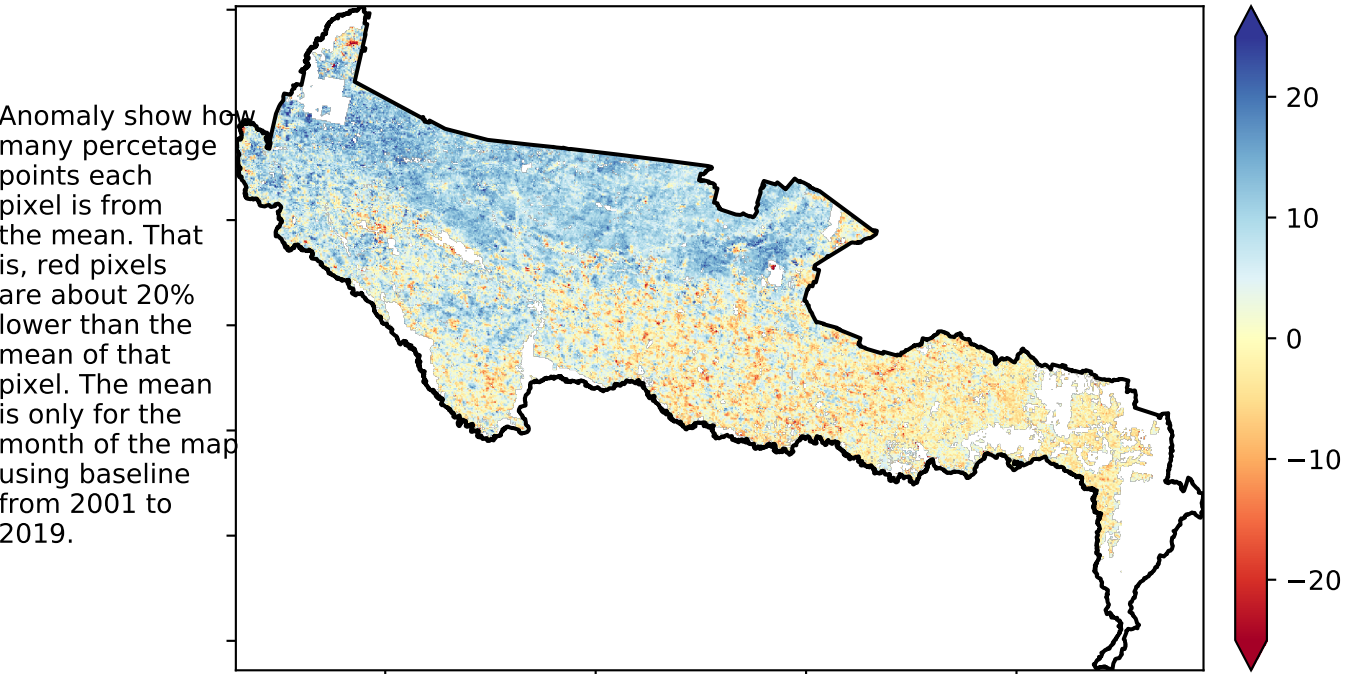 Anomaly show how
many percetage
points each
pixel is from
the mean. That
is, red pixels
are about 20%
lower than the
mean of that
pixel. The mean
is only for the
month of the map
using baseline
from 2001 to
2019.
20
10
0
−10
−20